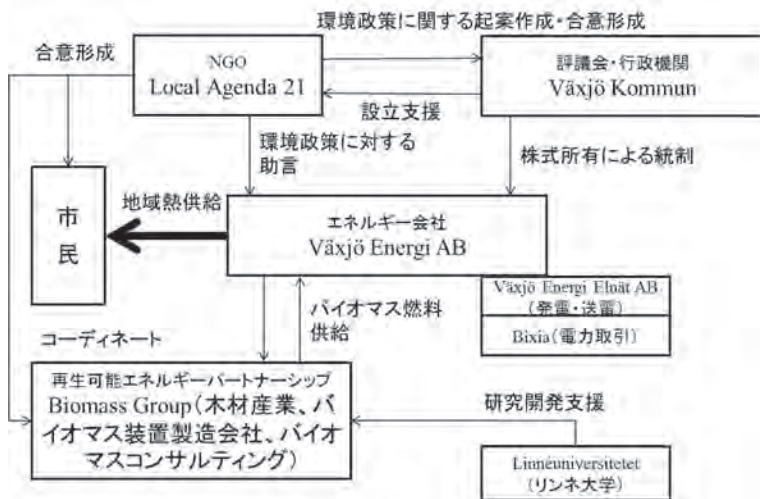 環境政策に関する起案作成・合意形成
合意形成
NGO
Local Agenda 21
評議会・行政機関
Växjö Kommun
設立支援
環境政策に対する
助言
株式所有による統制
市
民
地域熱供給
エネルギー会社
Växjö Energi AB
Växjö Energi Elnät AB
(発電・送電)
Bixia(電力取引)
バイオマス燃料
供給
コーディネート
再生可能エネルギーパートナーシップ
Biomass Group(木材産業、バ
イオマス装置製造会社、バイオ
マスコンサルティング)
研究開発支援
Linnéuniversitetet
(リンネ大学)